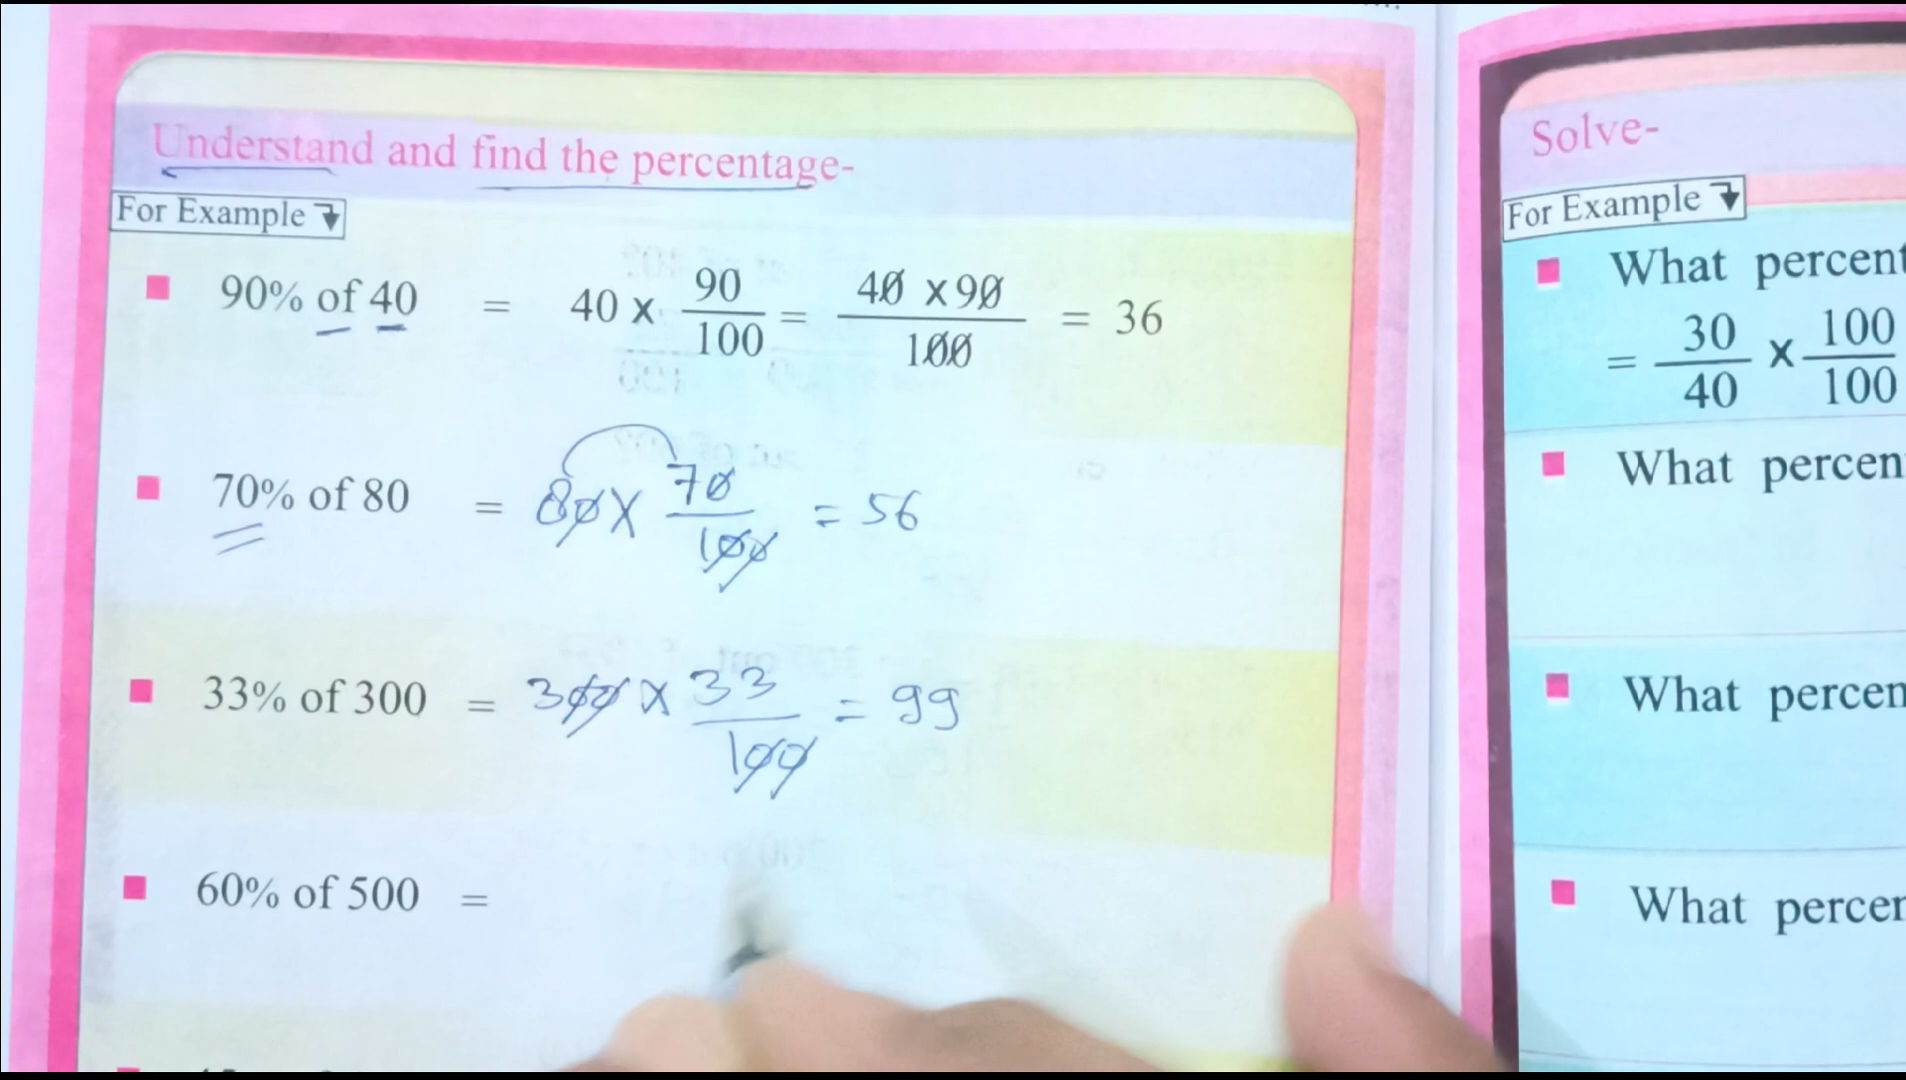 Understand and find the percentage-
For Example
90% of 40 = 40 x 90/100 = 40 x 90/100 = 36
70% of 80 = 80 x 70/100 = 56
33% of 300 = 300 x 33/100 = 99
60% of 500 =
Solve-
For Example
What percent
= 30/40 x 100/100
What percen
What percen
What percer